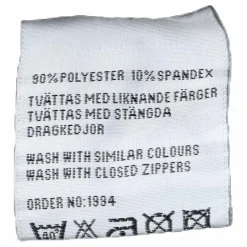 90% POLYESTER 10% SPANDEX
TVÄTTAS MED LIKNANDE FÄRGER
TVÄTTAS MED STÄNGDA
DRAGKEDJOR
WASH WITH SIMILAR COLOURS
WASH WITH CLOSED ZIPPERS
ORDER NO: 1994
40°